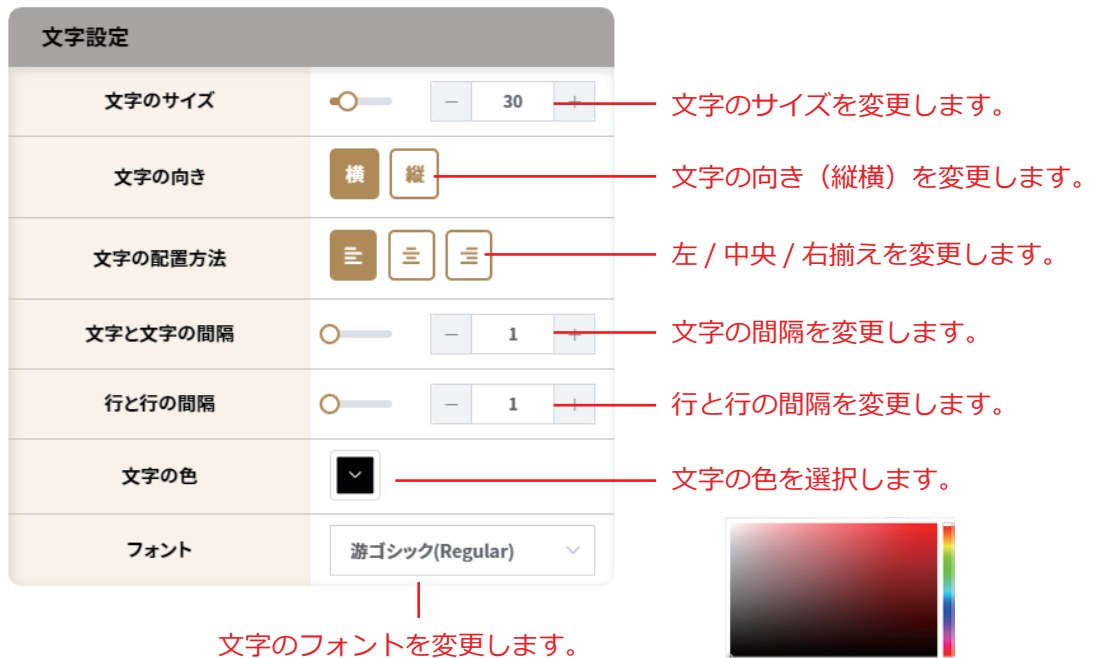 文字設定
文字のサイズ
− 30 +
文字のサイズを変更します。
文字の向き
横 縦
文字の向き（縦横）を変更します。
文字の配置方法
左 / 中央 / 右揃えを変更します。
文字と文字の間隔
− 1 +
文字の間隔を変更します。
行と行の間隔
− 1 +
行と行の間隔を変更します。
文字の色
文字の色を選択します。
フォント
游ゴシック(Regular)
文字のフォントを変更します。